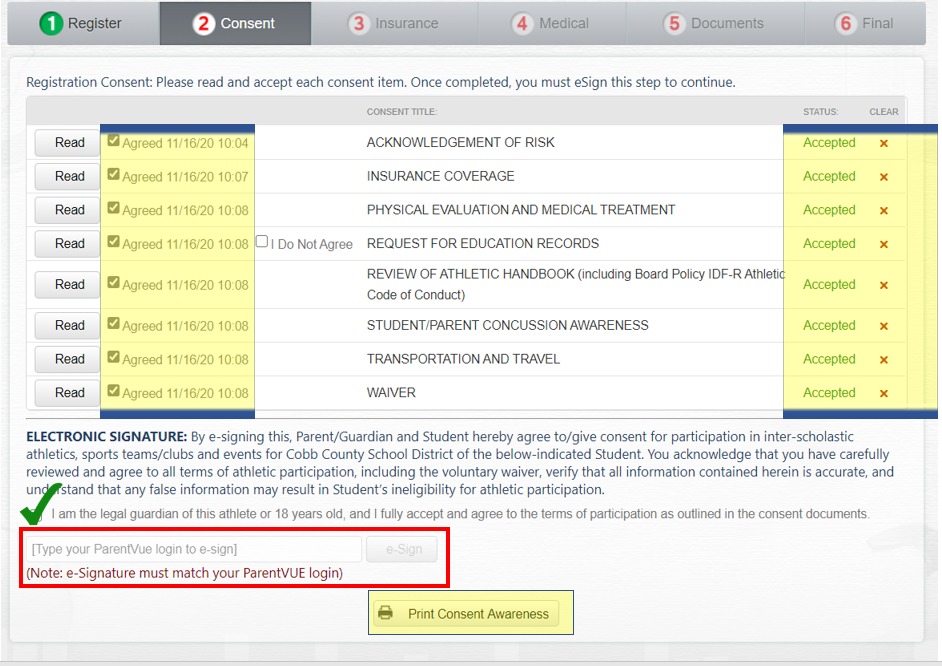 1 Register 2 Consent 3 Insurance 4 Medical 5 Documents 6 Final
Registration Consent: Please read and accept each consent item. Once completed, you must eSign this step to continue.
CONSENT TITLE: STATUS: CLEAR
Read Agreed 11/16/20 10:04 ACKNOWLEDGEMENT OF RISK Accepted x
Read Agreed 11/16/20 10:07 INSURANCE COVERAGE Accepted x
Read Agreed 11/16/20 10:08 PHYSICAL EVALUATION AND MEDICAL TREATMENT Accepted x
Read Agreed 11/16/20 10:08 I Do Not Agree REQUEST FOR EDUCATION RECORDS Accepted x
Read Agreed 11/16/20 10:08 REVIEW OF ATHLETIC HANDBOOK (including Board Policy IDF-R Athletic Accepted x
Code of Conduct)
Read Agreed 11/16/20 10:08 STUDENT/PARENT CONCUSSION AWARENESS Accepted x
Read Agreed 11/16/20 10:08 TRANSPORTATION AND TRAVEL Accepted x
Read Agreed 11/16/20 10:08 WAIVER Accepted x
ELECTRONIC SIGNATURE: By e-signing this, Parent/Guardian and Student hereby agree to/give consent for participation in inter-scholastic
athletics, sports teams/clubs and events for Cobb County School District of the below-indicated Student. You acknowledge that you have carefully
reviewed and agree to all terms of athletic participation, including the voluntary waiver, verify that all information contained herein is accurate, and
understand that any false information may result in Student's ineligibility for athletic participation.
I am the legal guardian of this athlete or 18 years old, and I fully accept and agree to the terms of participation as outlined in the consent documents.
[Type your ParentVue login to e-sign] e-Sign
(Note: e-Signature must match your ParentVUE login)
Print Consent Awareness